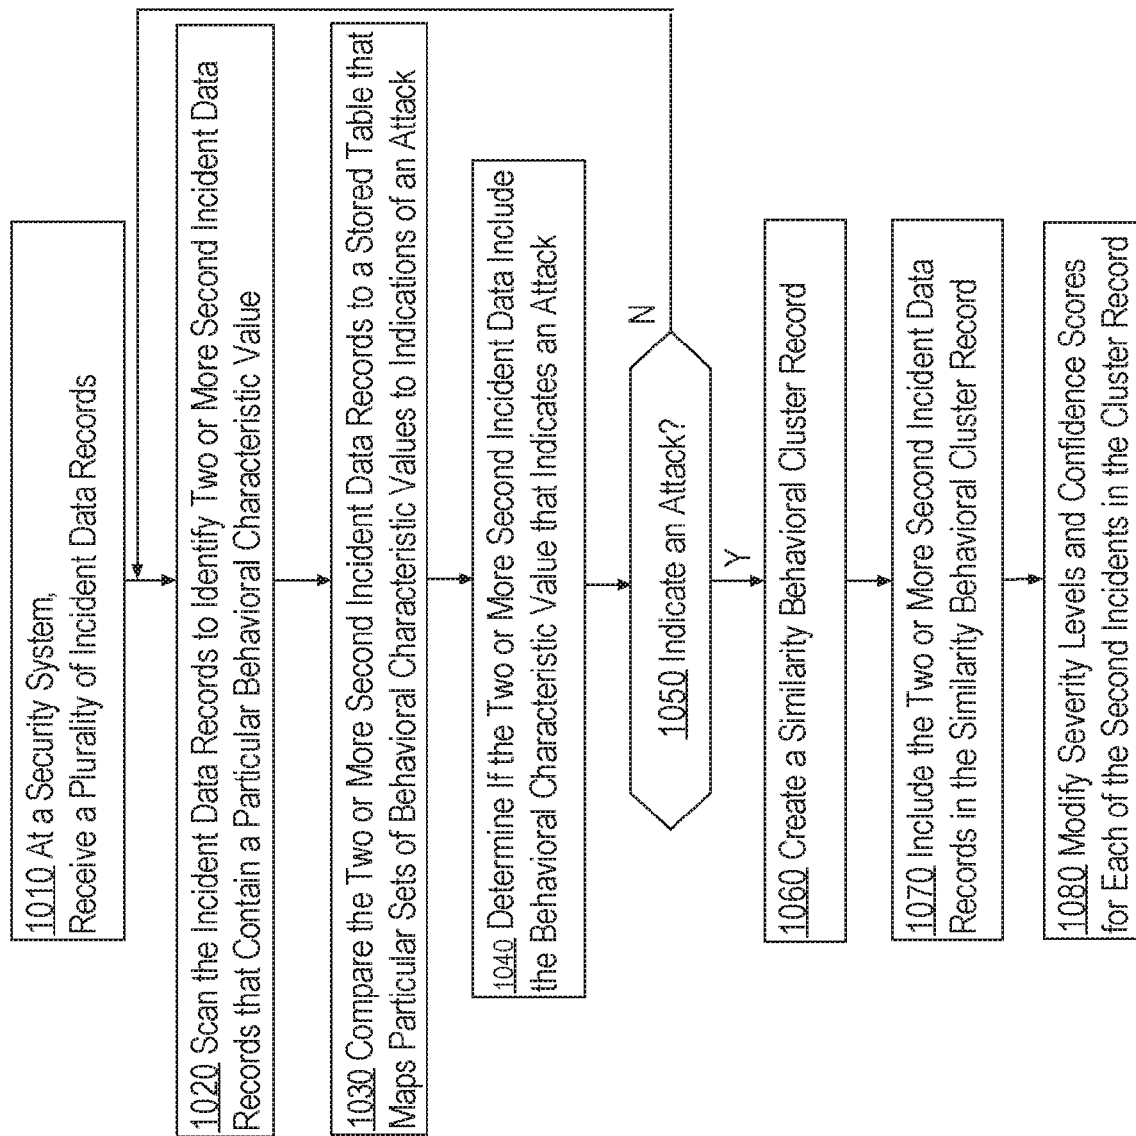 1010 At a Security System,
Receive a Plurality of Incident Data Records
1020 Scan the Incident Data Records to Identify Two or More Second Incident Data
Records that Contain a Particular Behavioral Characteristic Value
1030 Compare the Two or More Second Incident Data Records to a Stored Table that
Maps Particular Sets of Behavioral Characteristic Values to Indications of an Attack
1040 Determine If the Two or More Second Incident Data Include
the Behavioral Characteristic Value that Indicates an Attack
1050 Indicate an Attack?
N
Y
1060 Create a Similarity Behavior Cluster Record
1070 Include the Two or More Second Incident Data
Records in the Similarity Behavior Cluster Record
1080 Modify Severity Levels and Confidence Scores
for Each of the Second Incidents in the Cluster Record